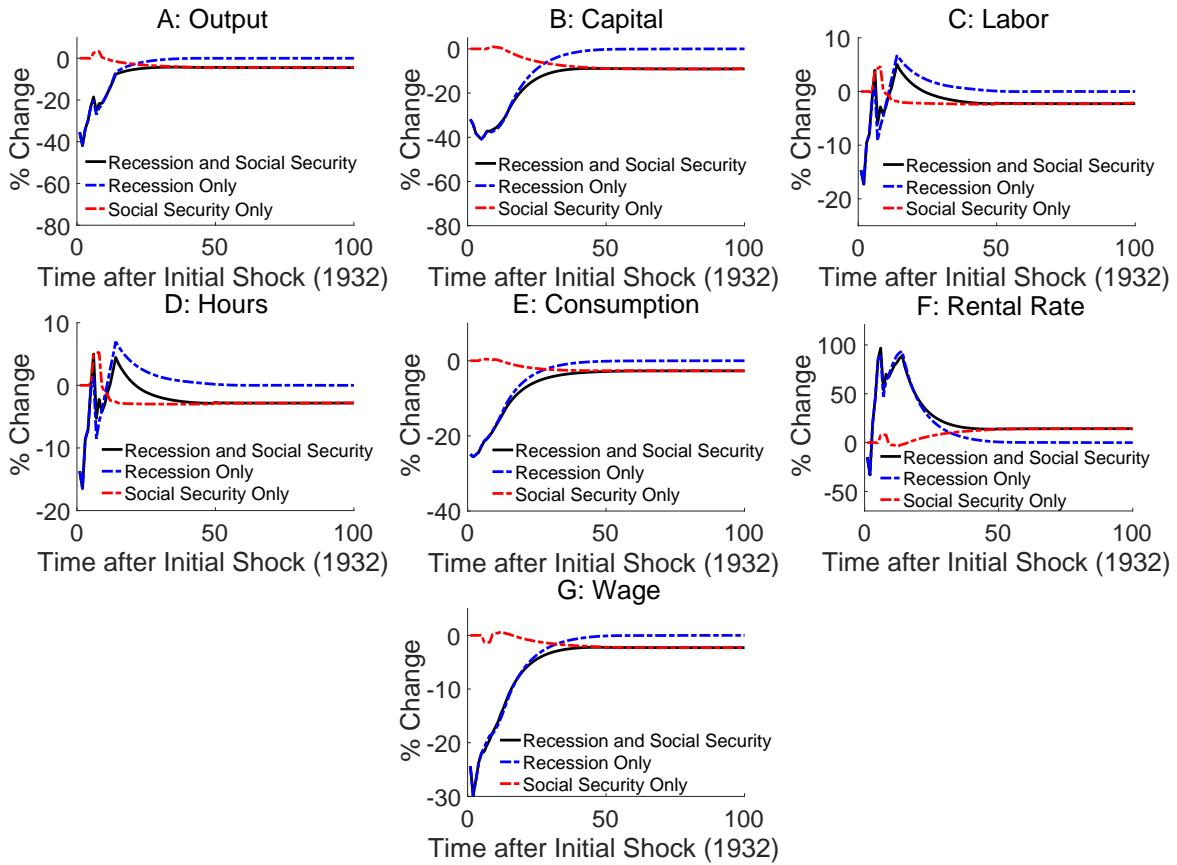 A: Output
% Change
0
-20
-40
-60
-80
Recession and Social Security
Recession Only
Social Security Only
0 50 100
Time after Initial Shock (1932)
B: Capital
% Change
0
-20
-40
-60
-80
Recession and Social Security
Recession Only
Social Security Only
0 50 100
Time after Initial Shock (1932)
C: Labor
% Change
10
0
-10
-20
Recession and Social Security
Recession Only
Social Security Only
0 50 100
Time after Initial Shock (1932)
D: Hours
% Change
10
0
-10
-20
Recession and Social Security
Recession Only
Social Security Only
0 50 100
Time after Initial Shock (1932)
E: Consumption
% Change
0
-20
-40
Recession and Social Security
Recession Only
Social Security Only
0 50 100
Time after Initial Shock (1932)
F: Rental Rate
% Change
100
50
0
-50
Recession and Social Security
Recession Only
Social Security Only
0 50 100
Time after Initial Shock (1932)
G: Wage
% Change
0
-10
-20
-30
Recession and Social Security
Recession Only
Social Security Only
0 50 100
Time after Initial Shock (1932)